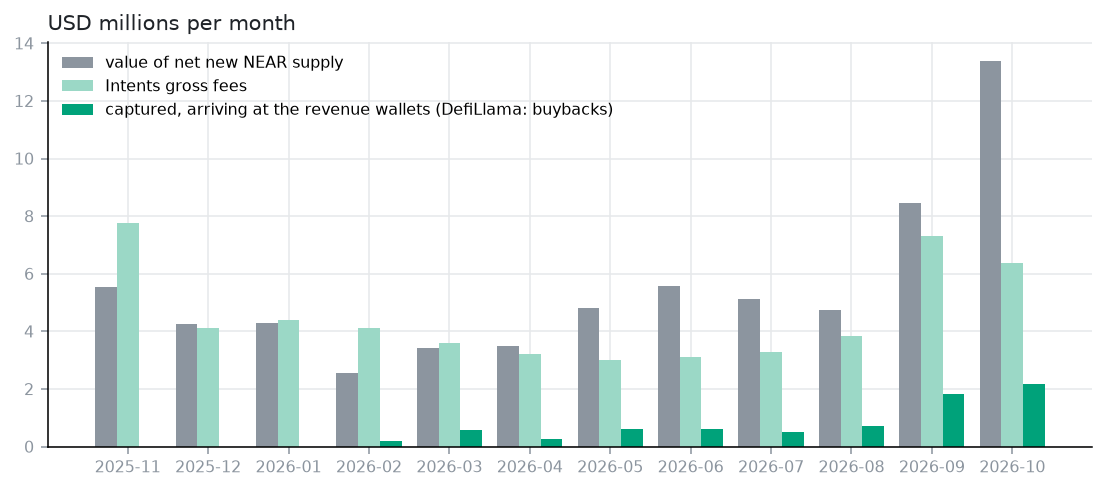 USD millions per month
14
12
10
8
6
4
2
0
value of net new NEAR supply
Intents gross fees
captured, arriving at the revenue wallets (DefiLlama: buybacks)
2025-11 2025-12 2026-01 2026-02 2026-03 2026-04 2026-05 2026-06 2026-07 2026-08 2026-09 2026-10